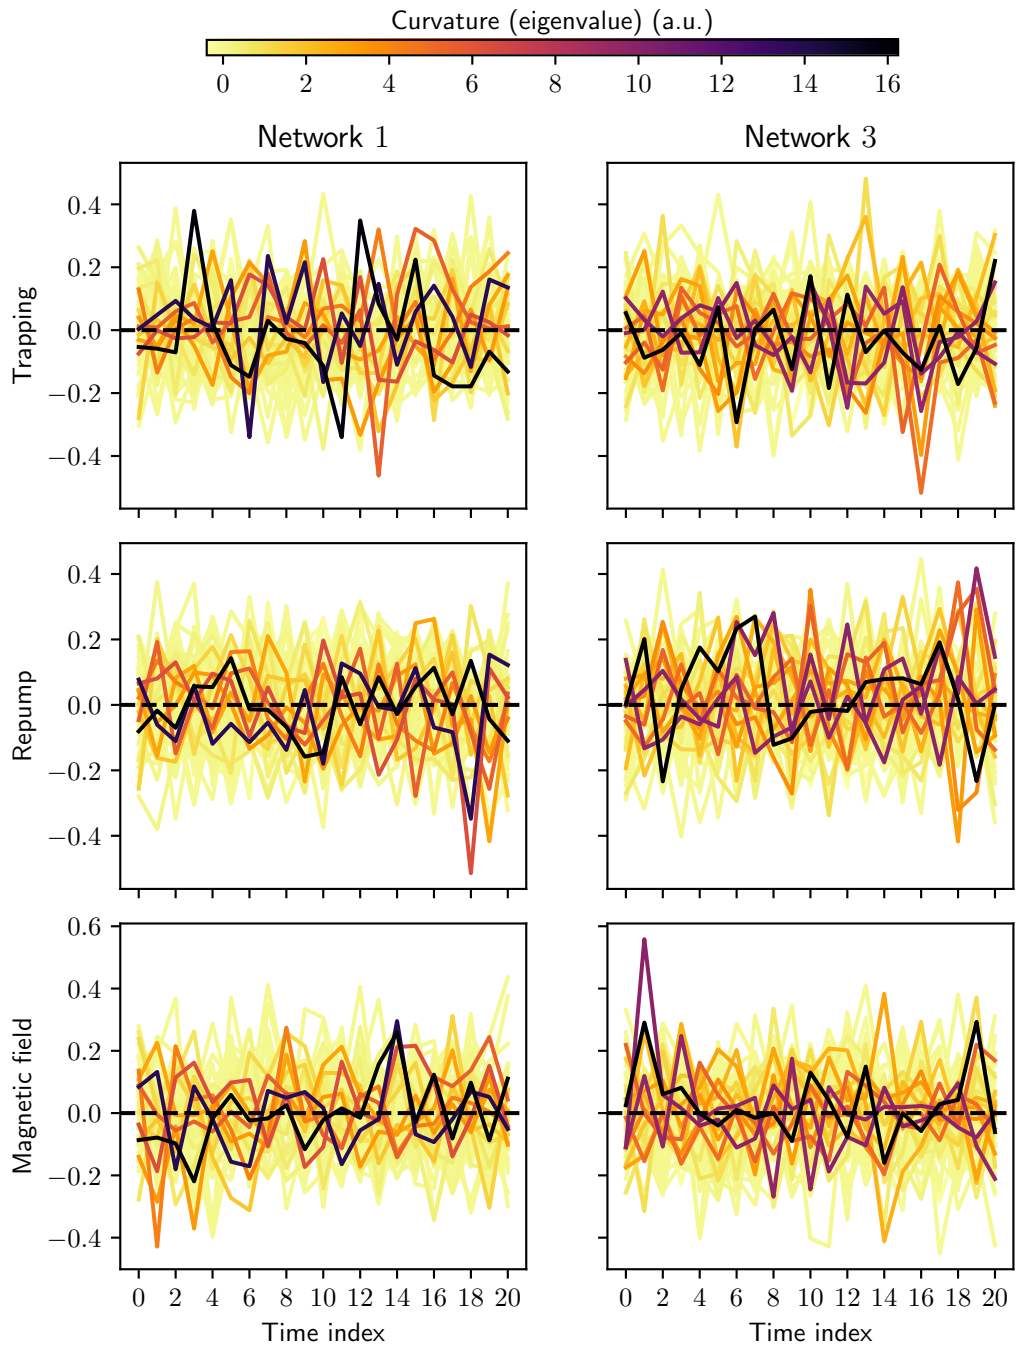 Curvature (eigenvalue) (a.u.)
0 2 4 6 8 10 12 14 16
Network 1
Network 3
Trapping
0.4
0.2
0.0
−0.2
−0.4
Repump
0.4
0.2
0.0
−0.2
−0.4
Magnetic field
0.6
0.4
0.2
0.0
−0.2
−0.4
0 2 4 6 8 10 12 14 16 18 20
0 2 4 6 8 10 12 14 16 18 20
Time index
Time index